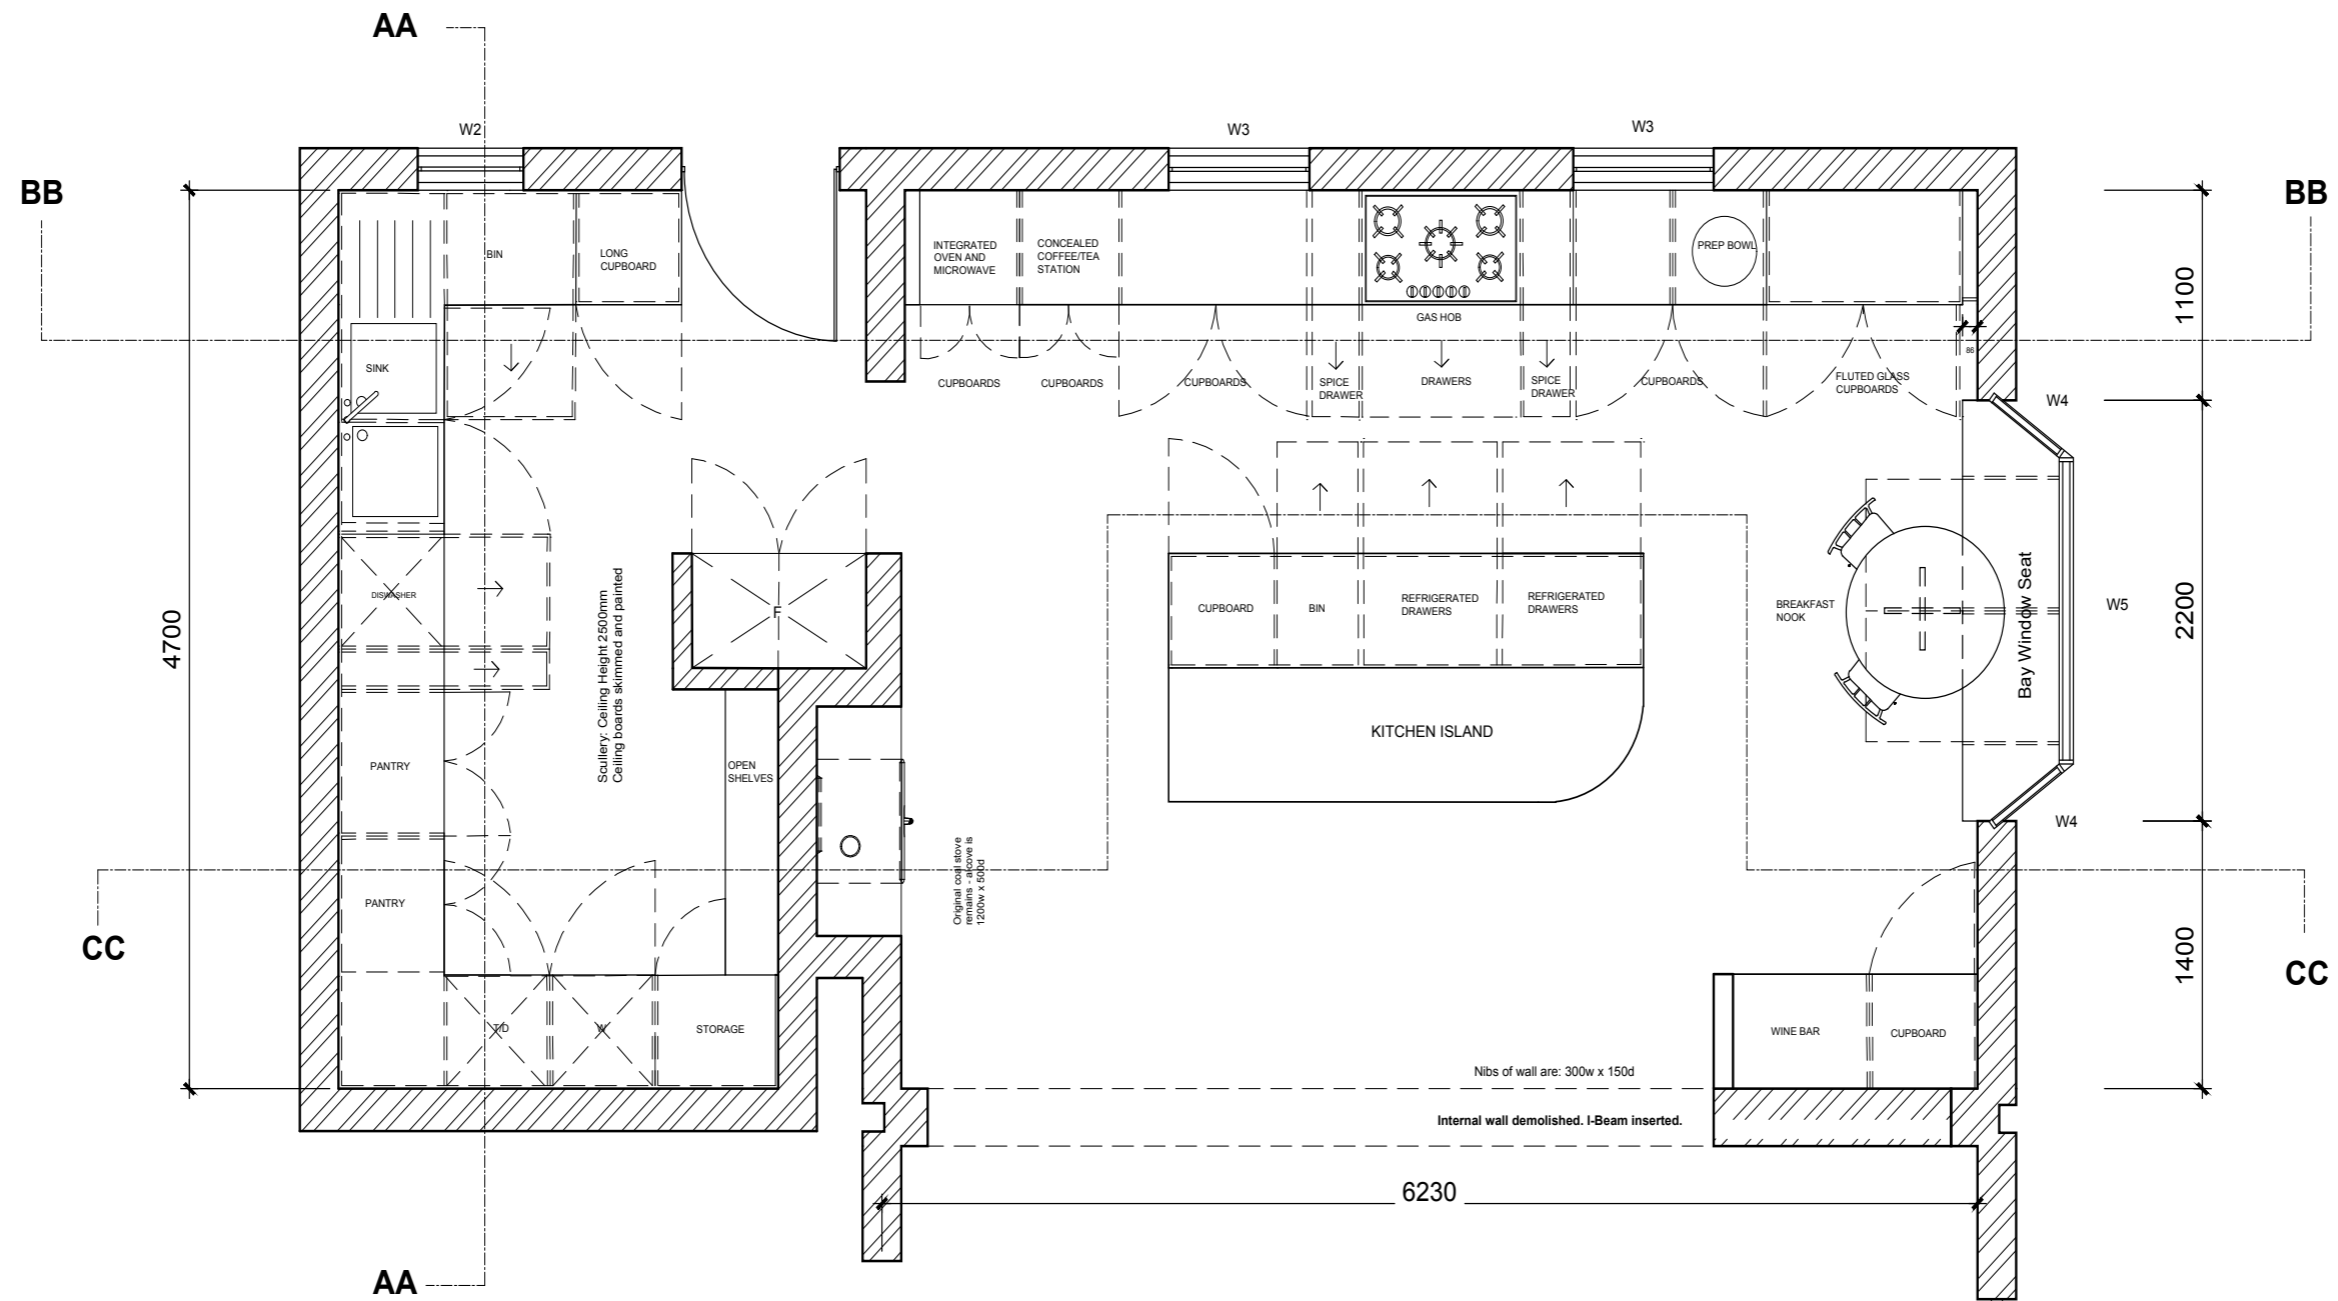 AA
W2
W3
W3
BB
BB
BIN
LONG
CUPBOARD
INTEGRATED
OVEN AND
MICROWAVE
CONCEALED
COFFEE/TEA
STATION
PREP BOWL
GAS HOB
1100
SINK
86
CUPBOARDS
CUPBOARDS
CUPBOARDS
SPICE
DRAWER
DRAWERS
SPICE
DRAWER
CUPBOARDS
FLUTED GLASS
CUPBOARDS
W4
4700
DISWASHER
Scullery: Ceiling Height 2500mm
Ceiling boards skimmed and painted
F
CUPBOARD
BIN
REFRIGERATED
DRAWERS
REFRIGERATED
DRAWERS
BREAKFAST
NOOK
Bay Window Seat
W5
2200
KITCHEN ISLAND
PANTRY
OPEN
SHELVES
W4
Original coal stove
remains - alcove is
1200w x 500d
PANTRY
CC
CC
1400
T/D
W
STORAGE
WINE BAR
CUPBOARD
Nibs of wall are: 300w x 150d
Internal wall demolished. I-Beam inserted.
6230
AA